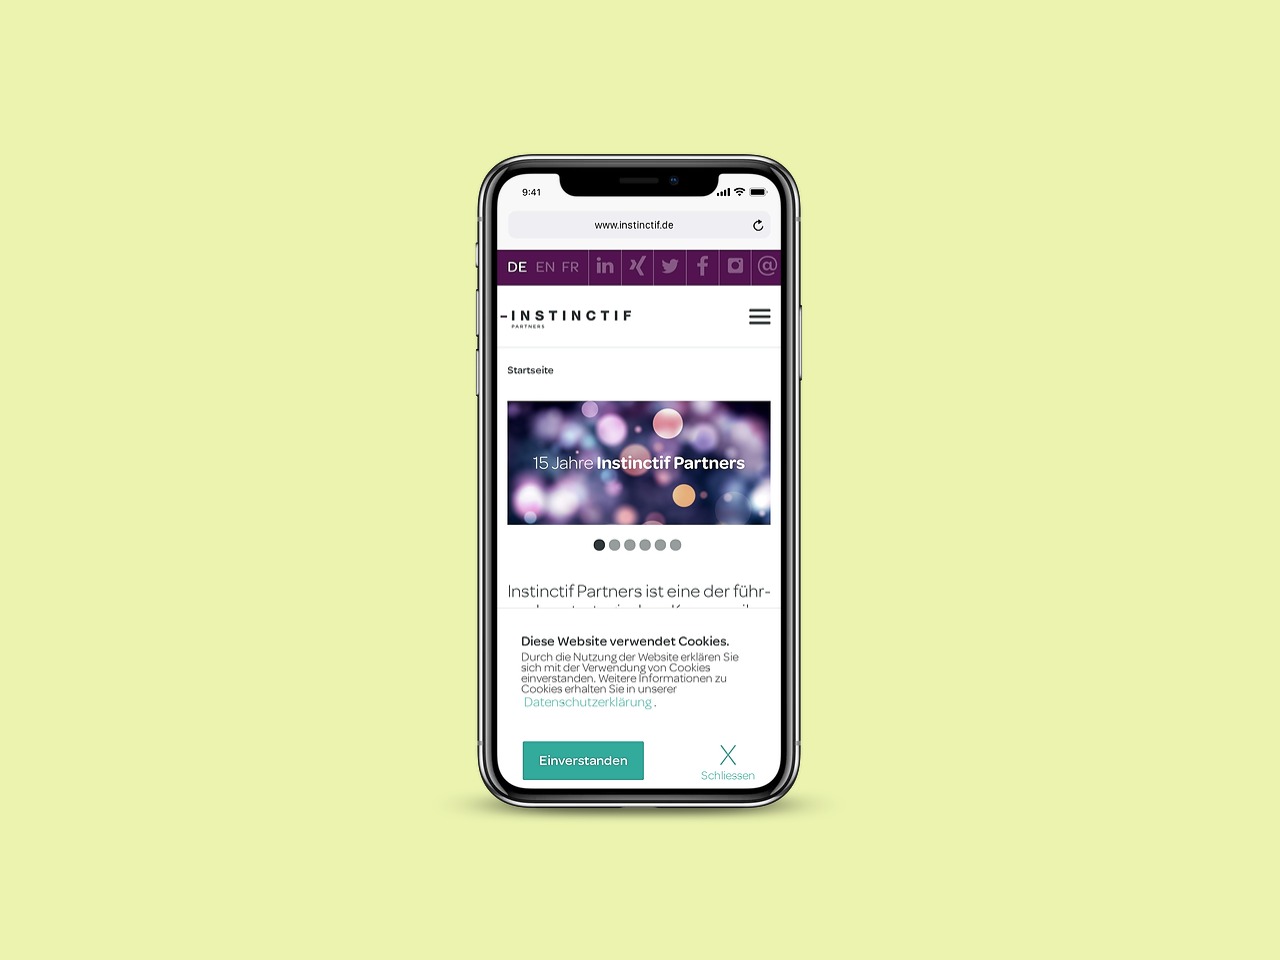 9:41
www.instinctif.de
DE EN FR
-INSTINCTIF
PARTNERS
Startseite
15 Jahre Instinctif Partners
Instinctif Partners ist eine der führ-
Diese Website verwendet Cookies.
Durch die Nutzung der Website erklären Sie
sich mit der Verwendung von Cookies
einverstanden. Weitere Informationen zu
Cookies erhalten Sie in unserer
Datenschutzerklärung.
Einverstanden
X
Schliessen